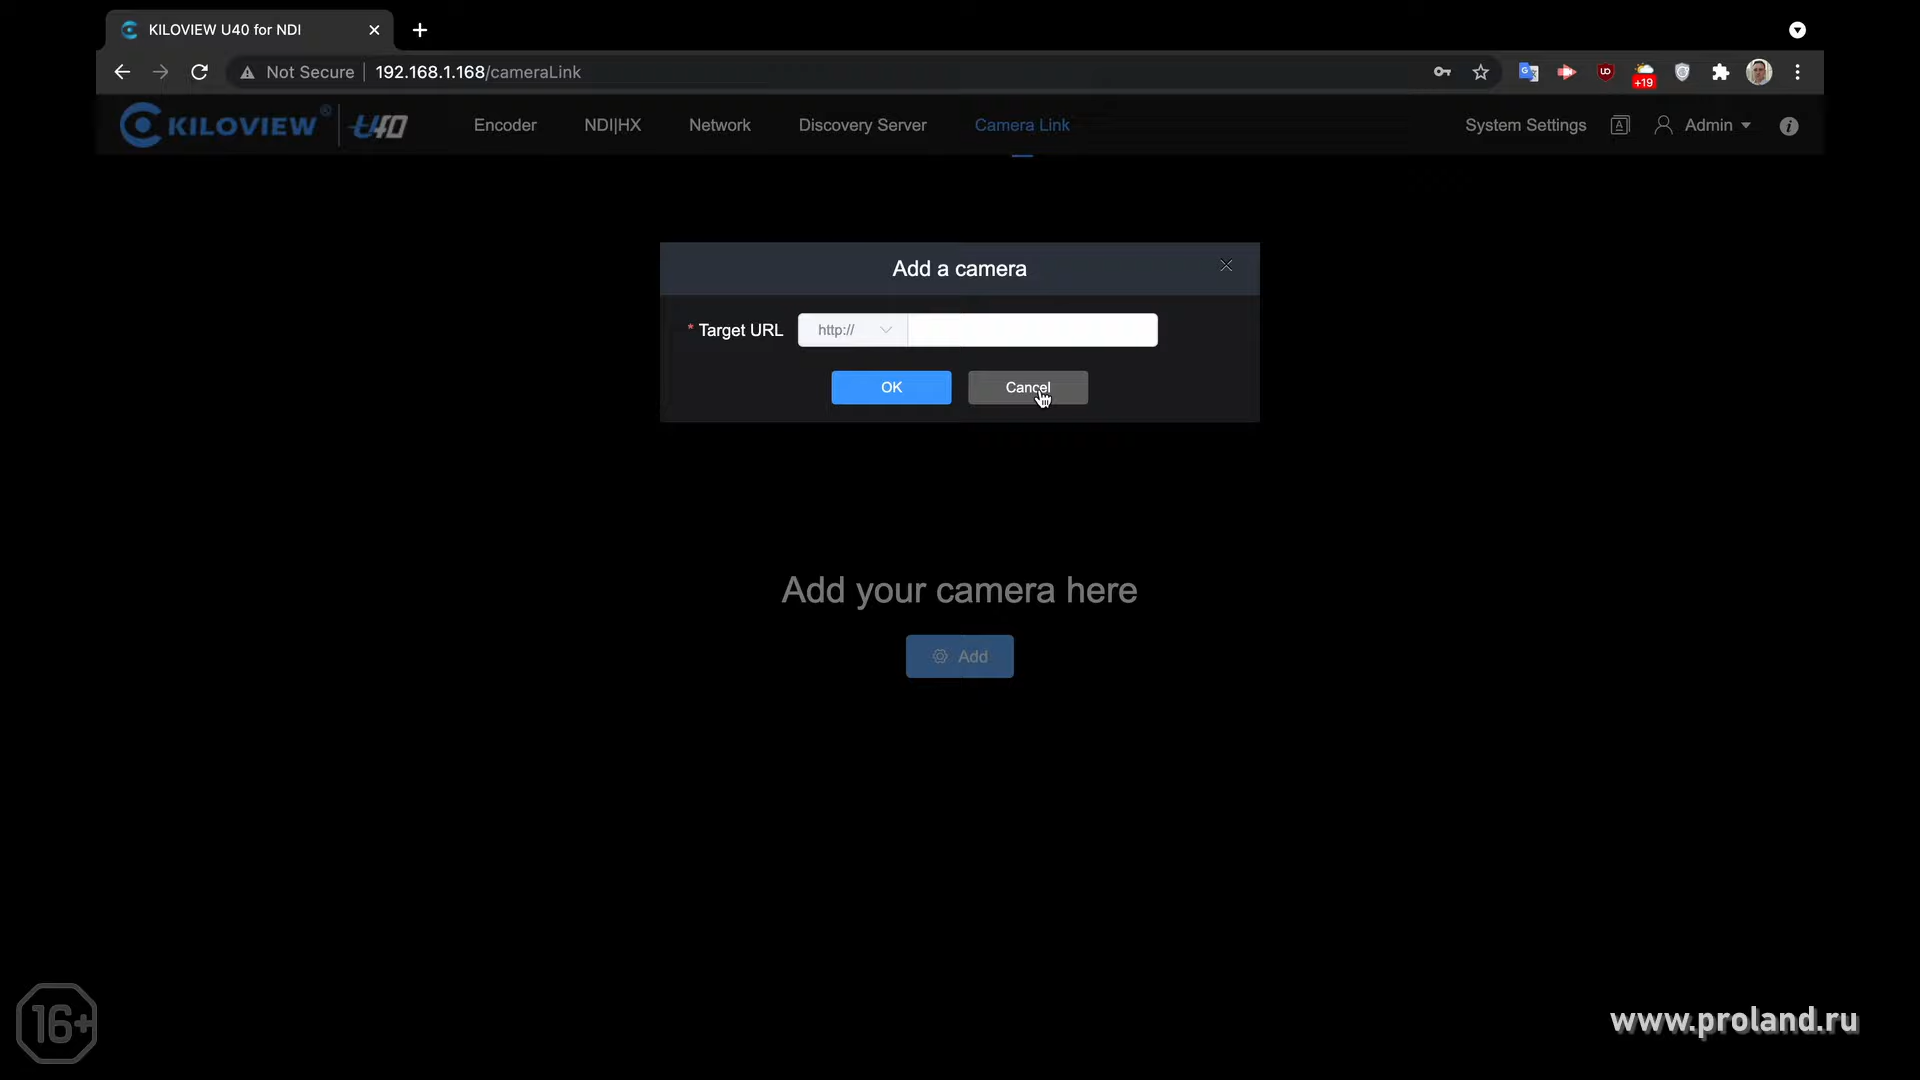 KILOVIEW U40 for NDI
Not Secure 192.168.1.168/cameraLink
+19
KILOVIEW® U40 Encoder NDI|HX Network Discovery Server Camera Link System Settings Admin
Add a camera
* Target URL http://
OK Cancel
Add your camera here
Add
16+
www.proland.ru